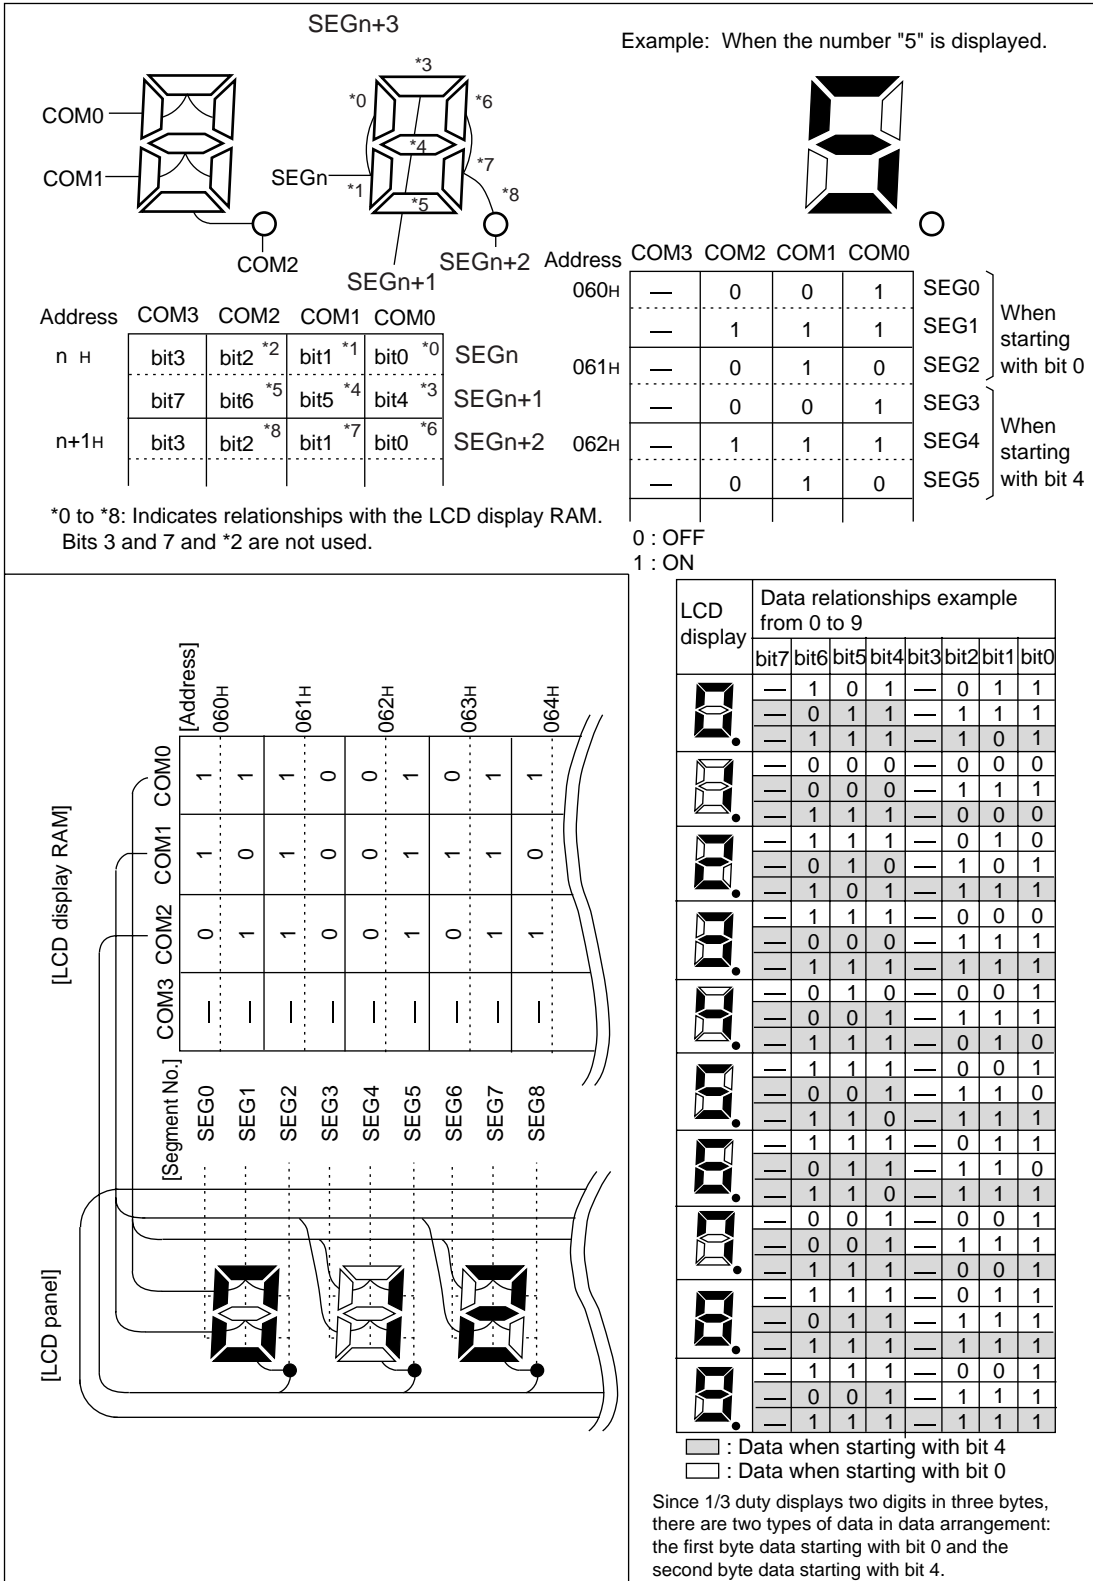 SEGn+3
Example: When the number "5" is displayed.
COM0
COM1
COM2
*3
*0
*6
*4
*7
SEGn
*1
*8
*5
SEGn+2
SEGn+1
Address COM3 COM2 COM1 COM0
n H bit3 bit2 *2 bit1 *1 bit0 *0 SEGn
bit7 bit6 *5 bit5 *4 bit4 *3 SEGn+1
n+1H bit3 bit2 *8 bit1 *7 bit0 *6 SEGn+2
*0 to *8: Indicates relationships with the LCD display RAM.
Bits 3 and 7 and *2 are not used.
Address COM3 COM2 COM1 COM0
060H — 0 0 1 SEG0
— 1 1 1 SEG1
061H — 0 1 0 SEG2
When
starting
with bit 0
— 0 0 1 SEG3
062H — 1 1 1 SEG4
— 0 1 0 SEG5
When
starting
with bit 4
0 : OFF
1 : ON
[LCD display RAM]
[Address] 060H 061H 062H 063H 064H
COM0 1 1 1 0 0 1 0 1 1
COM1 1 0 1 0 0 1 1 1 0
COM2 0 1 1 0 0 1 0 1 1
COM3 — — — — — — — — —
[Segment No.] SEG0 SEG1 SEG2 SEG3 SEG4 SEG5 SEG6 SEG7 SEG8
[LCD panel]
LCD
display
Data relationships example
from 0 to 9
bit7 bit6 bit5 bit4 bit3 bit2 bit1 bit0
— 1 0 1 — 0 1 1
— 0 1 1 — 1 1 1
— 1 1 1 — 1 0 1
— 0 0 0 — 0 0 0
— 0 0 0 — 1 1 1
— 1 1 1 — 0 0 0
— 1 1 1 — 0 1 0
— 0 1 0 — 1 0 1
— 1 0 1 — 1 1 1
— 1 1 1 — 0 0 0
— 0 0 0 — 1 1 1
— 1 1 1 — 1 1 1
— 0 1 0 — 0 0 1
— 0 0 1 — 1 1 1
— 1 1 1 — 0 1 0
— 1 1 1 — 0 0 1
— 0 0 1 — 1 1 0
— 1 1 0 — 1 1 1
— 1 1 1 — 0 1 1
— 0 1 1 — 1 1 0
— 1 1 0 — 1 1 1
— 0 0 1 — 0 0 1
— 0 0 1 — 1 1 1
— 1 1 1 — 0 0 1
— 1 1 1 — 0 1 1
— 0 1 1 — 1 1 1
— 1 1 1 — 1 1 1
— 1 1 1 — 0 0 1
— 0 0 1 — 1 1 1
— 1 1 1 — 1 1 1
: Data when starting with bit 4
: Data when starting with bit 0
Since 1/3 duty displays two digits in three bytes,
there are two types of data in data arrangement:
the first byte data starting with bit 0 and the
second byte data starting with bit 4.